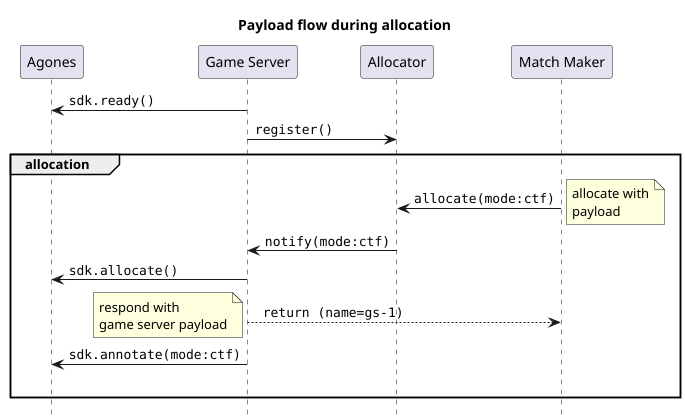 Payload flow during allocation
Agones
Game Server
Allocator
Match Maker
sdk.ready()
register()
allocation
allocate(mode:ctf)
allocate with
payload
notify(mode:ctf)
sdk.allocate()
respond with
game server payload
return (name=gs-1)
sdk.annotate(mode:ctf)